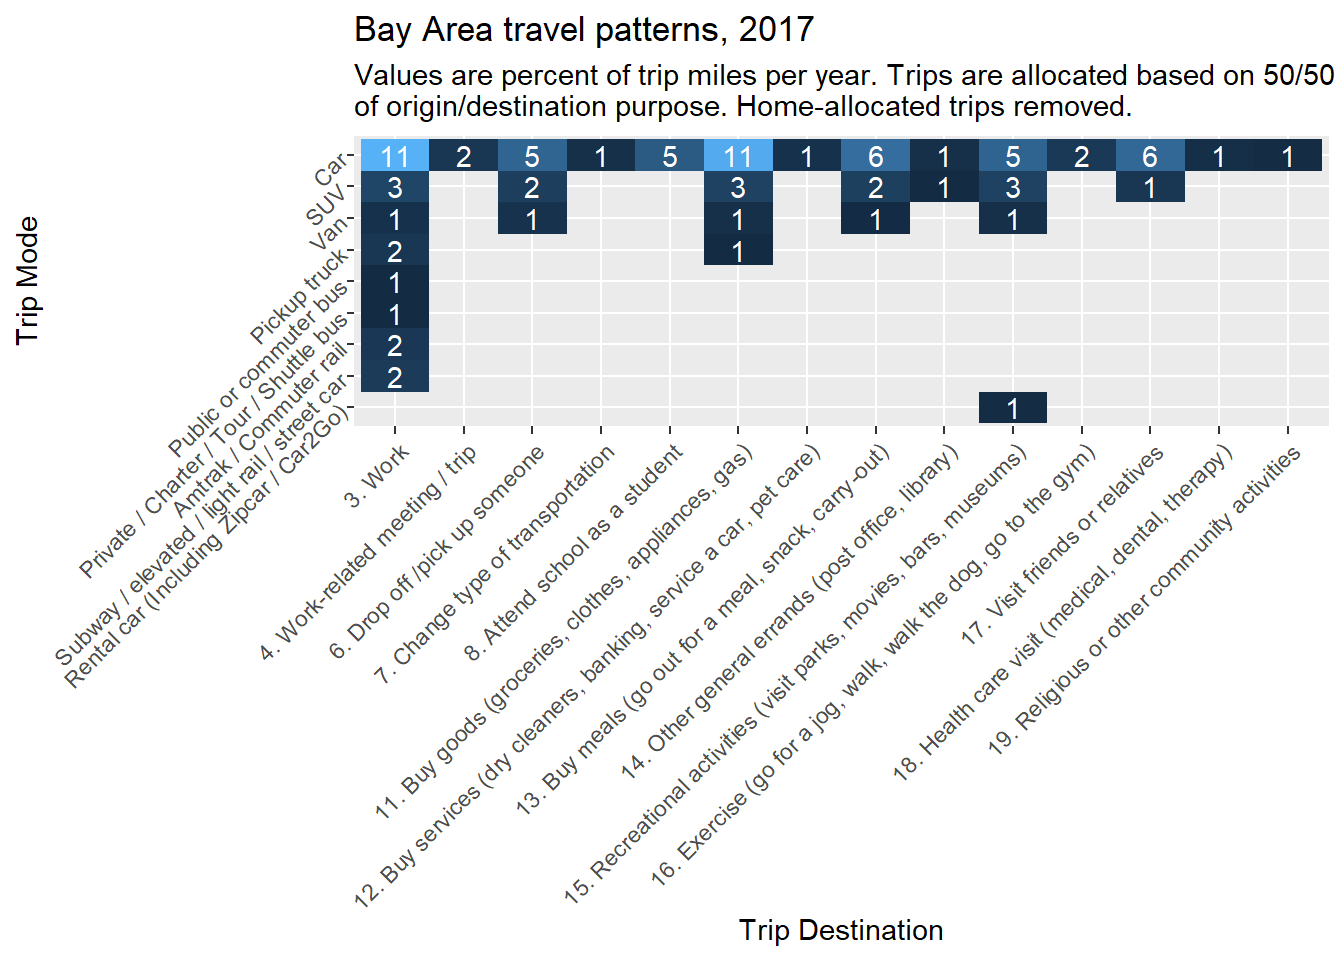 Bay Area travel patterns, 2017
Values are percent of trip miles per year. Trips are allocated based on 50/50
of origin/destination purpose. Home-allocated trips removed.
Trip Mode
Car 11 2 5 1 5 11 1 6 1 5 2 6 1 1
SUV 3 2 3 2 1 3 1
Van 1 1 1 1 1
Pickup truck 2 1
Public or commuter bus 1
Private / Charter / Tour / Shuttle bus 1
Amtrak / Commuter rail 2
Subway / elevated / light rail / street car 2
Rental car (Including Zipcar / Car2Go) 1
3. Work
4. Work-related meeting / trip
6. Drop off /pick up someone
7. Change type of transportation
8. Attend school as a student
11. Buy goods (groceries, clothes, appliances, gas)
12. Buy services (dry cleaners, banking, service a car, pet care)
13. Buy meals (go out for a meal, snack, carry-out)
14. Other general errands (post office, library)
15. Recreational activities (visit parks, movies, bars, museums)
16. Exercise (go for a jog, walk, walk the dog, go to the gym)
17. Visit friends or relatives
18. Health care visit (medical, dental, therapy)
19. Religious or other community activities
Trip Destination